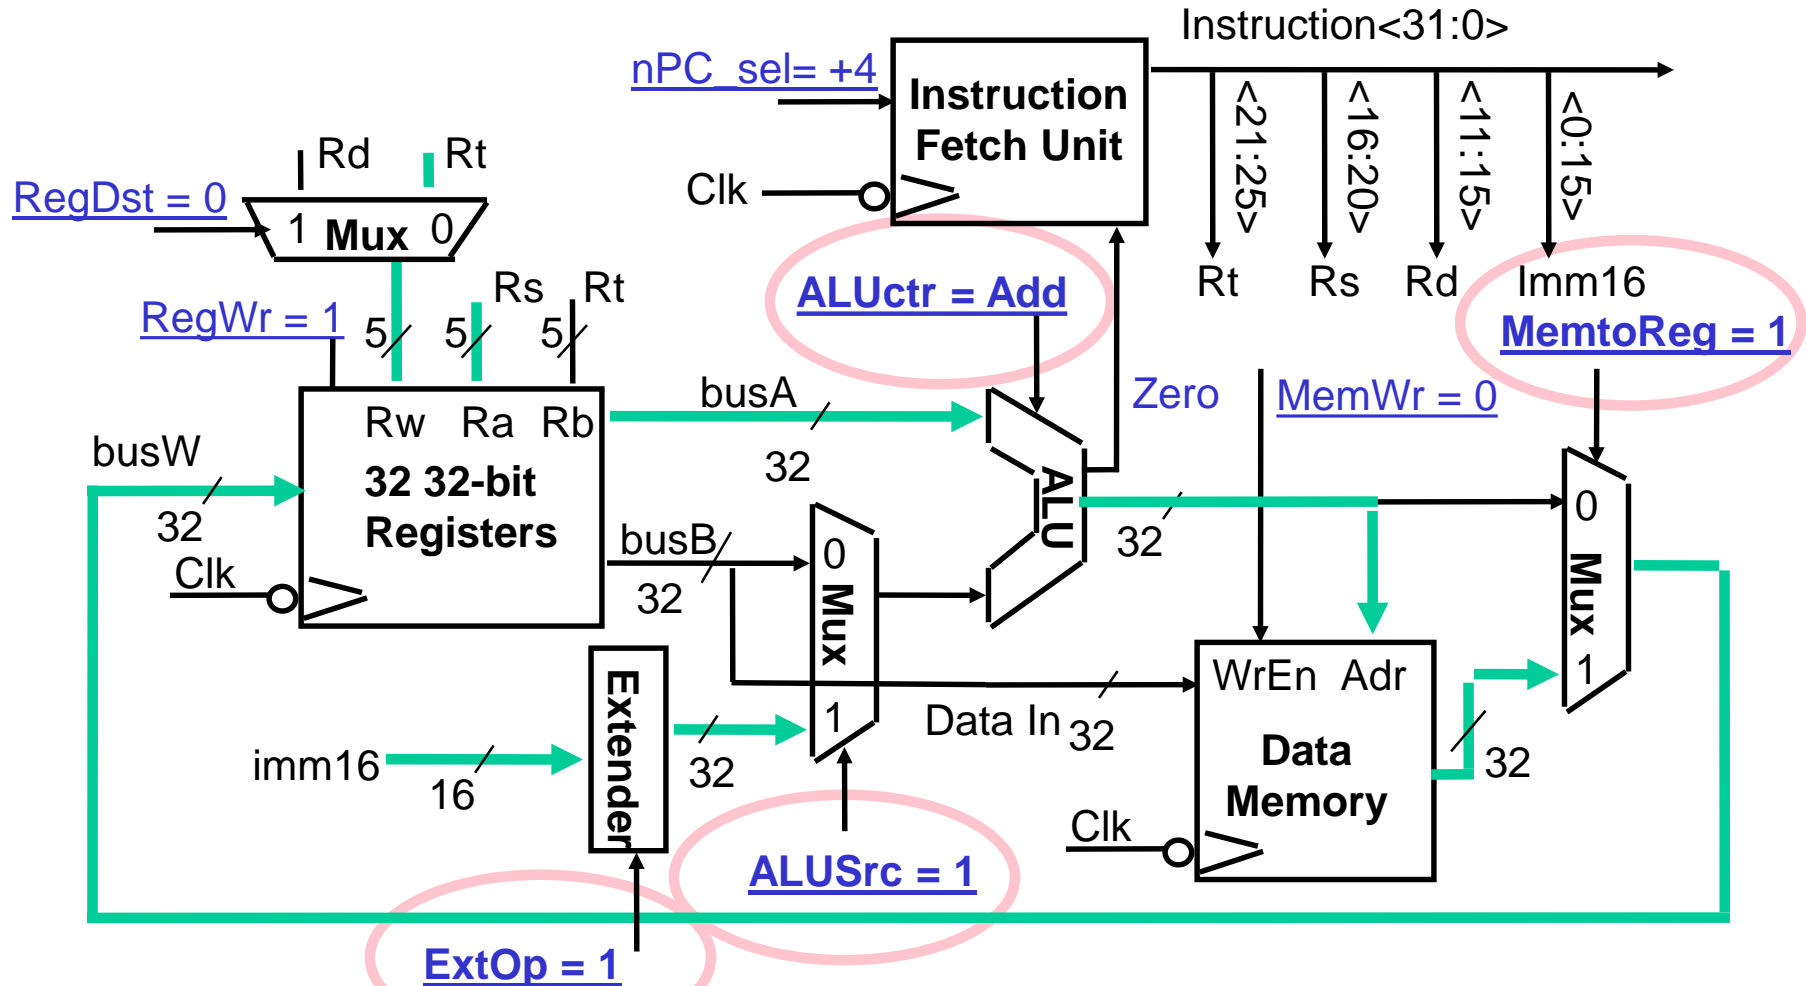 Instruction<31:0>
nPC_sel= +4
Instruction
Fetch Unit
Clk
<21:25>
<16:20>
<11:15>
<0:15>
Rt
Rs
Rd
Imm16
Rd
Rt
RegDst = 0
1 Mux 0
RegWr = 1
5
5
Rs
5
Rt
ALUctr = Add
MemtoReg = 1
Zero
MemWr = 0
busW
32
Rw Ra Rb
32 32-bit
Registers
Clk
busA
32
busB
32
0
Mux
1
ALU
32
0
Mux
1
imm16
16
Extender
32
Data In
32
WrEn Adr
Data
Memory
Clk
32
ALUSrc = 1
ExtOp = 1